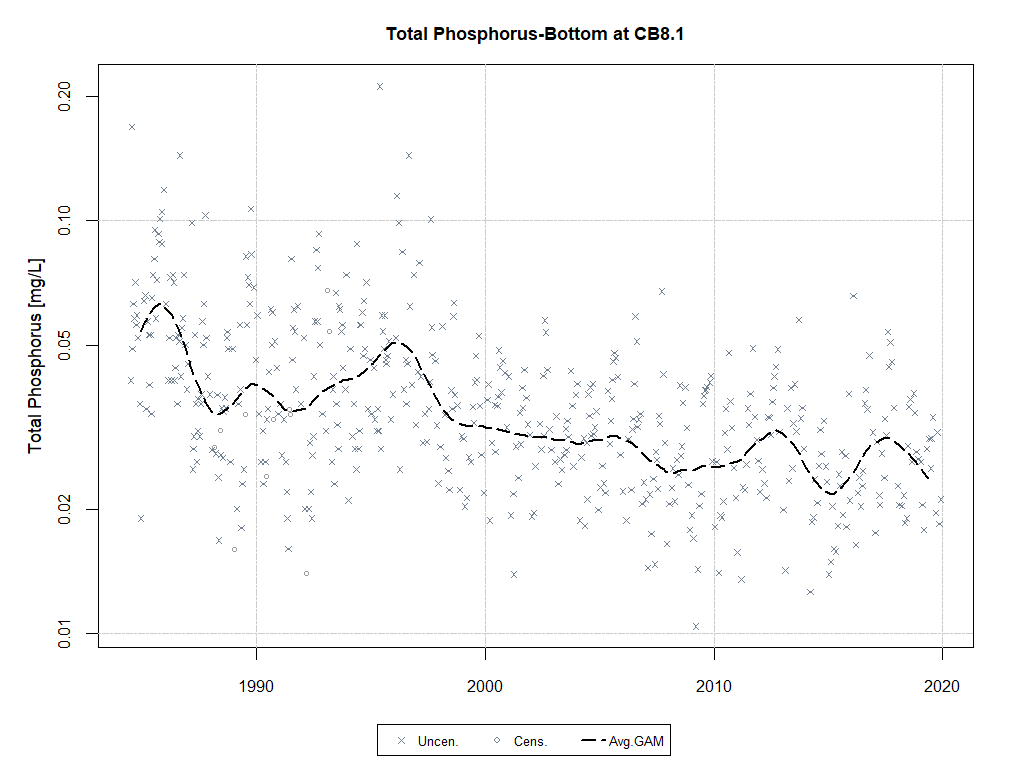 Total Phosphorus-Bottom at CB8.1
Total Phosphorus [mg/L]
0.20
0.10
0.05
0.02
0.01
1990 2000 2010 2020
Uncen. Cens. Avg.GAM